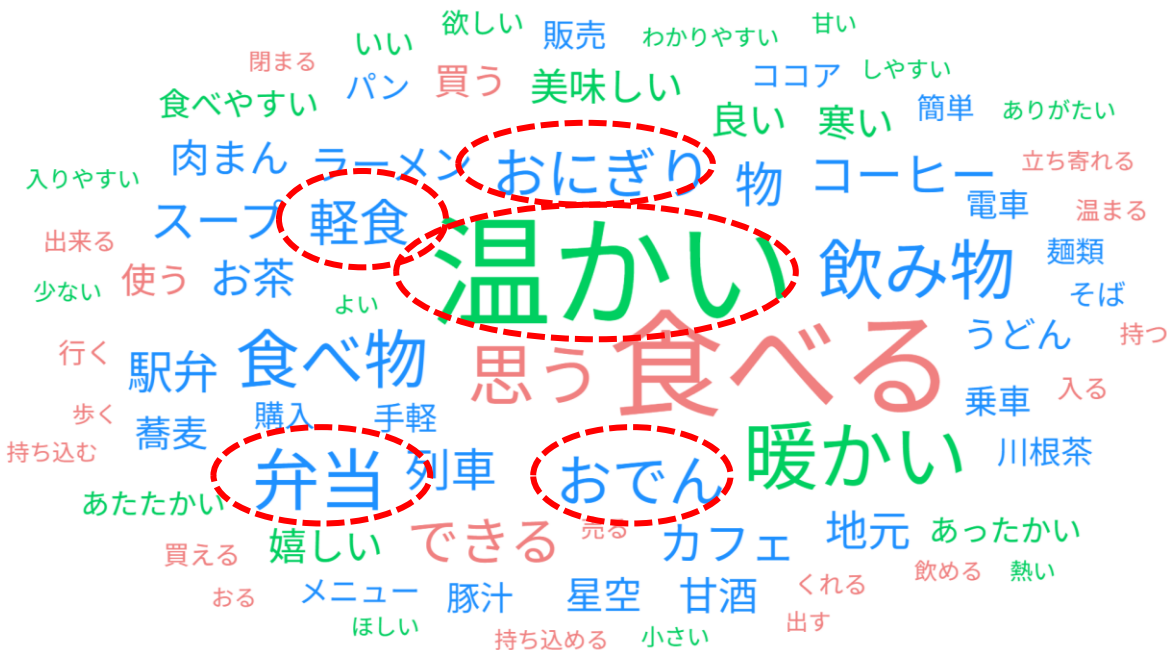 欲しい 販売 わかりやすい 甘い
閉まる いい
パン 買う 美味しい ココア しやすい
食べやすい 良い 寒い 簡単 ありがたい
肉まん ラーメン おにぎり 物 コーヒー 立ち寄れる
入りやすい
スープ 軽食 電車 温まる
出来る 温かい 飲み物 麺類
少ない 使う お茶 よい そば
行く 駅弁 食べ物 思う 食べる うどん 持つ
歩く 購入 手軽 乗車 入る
持ち込む 蕎麦 暖かい 川根茶
弁当 列車 おでん
あたたかい
買える 嬉しい できる 売る カフェ 地元 あったかい
おる メニュー 豚汁 星空 甘酒 くれる 飲める 熱い
ほしい 持ち込める 小さい 出す